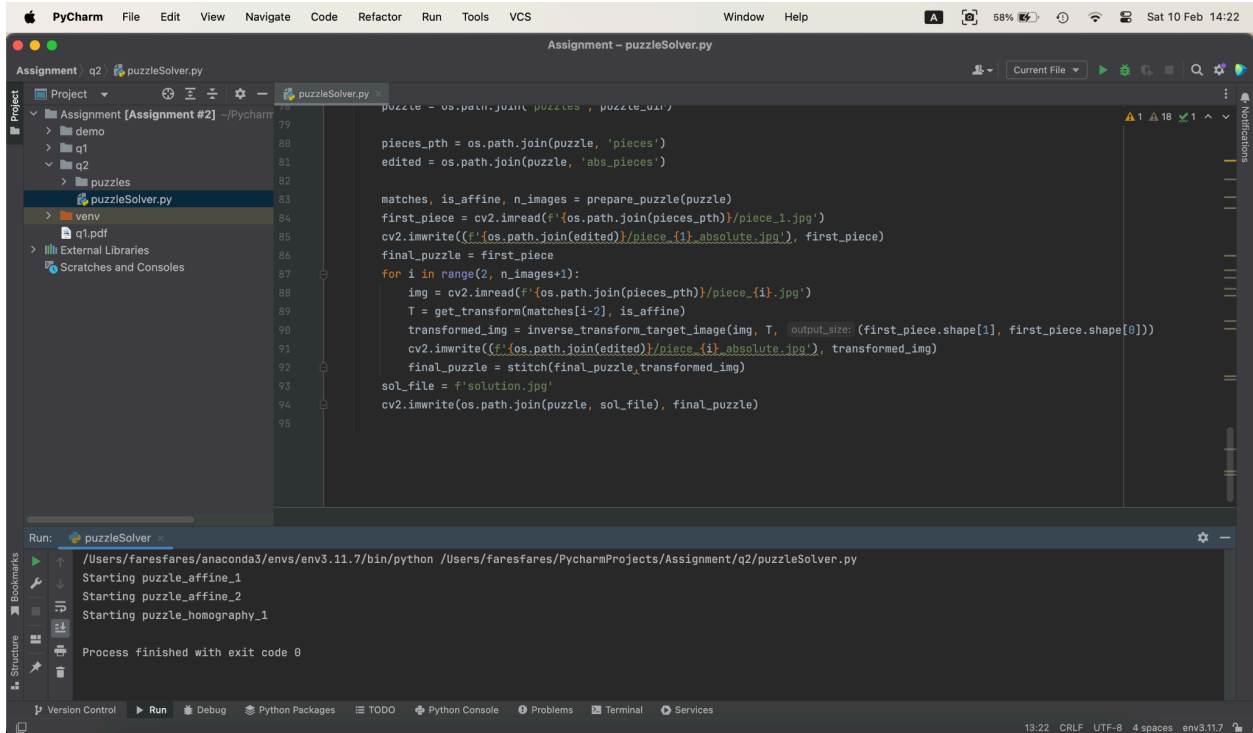 PyCharm File Edit View Navigate Code Refactor Run Tools VCS Window Help A 58% Sat 10 Feb 14:22
Assignment – puzzleSolver.py
Assignment q2 puzzleSolver.py Current File
Project
Project
puzzleSolver.py
Notifications
Assignment [Assignment #2] ~/Pycharm
demo
q1
q2
puzzles
puzzleSolver.py
venv
q1.pdf
External Libraries
Scratches and Consoles
1 18 1
78 puzzle = os.path.join('puzzles', puzzle_dir)
79
80 pieces_pth = os.path.join(puzzle, 'pieces')
81 edited = os.path.join(puzzle, 'abs_pieces')
82
83 matches, is_affine, n_images = prepare_puzzle(puzzle)
84 first_piece = cv2.imread(f'{os.path.join(pieces_pth)}/piece_1.jpg')
85 cv2.imwrite((f'{os.path.join(edited)}/piece_{1}_absolute.jpg'), first_piece)
86 final_puzzle = first_piece
87 for i in range(2, n_images+1):
88 img = cv2.imread(f'{os.path.join(pieces_pth)}/piece_{i}.jpg')
89 T = get_transform(matches[i-2], is_affine)
90 transformed_img = inverse_transform_target_image(img, T, output_size: (first_piece.shape[1], first_piece.shape[0]))
91 cv2.imwrite((f'{os.path.join(edited)}/piece_{i}_absolute.jpg'), transformed_img)
92 final_puzzle = stitch(final_puzzle,transformed_img)
93 sol_file = f'solution.jpg'
94 cv2.imwrite(os.path.join(puzzle, sol_file), final_puzzle)
95
Run: puzzleSolver
/Users/faresfares/anaconda3/envs/env3.11.7/bin/python /Users/faresfares/PycharmProjects/Assignment/q2/puzzleSolver.py
Starting puzzle_affine_1
Starting puzzle_affine_2
Starting puzzle_homography_1
Process finished with exit code 0
Bookmarks
Structure
Version Control Run Debug Python Packages TODO Python Console Problems Terminal Services
13:22 CRLF UTF-8 4 spaces env3.11.7